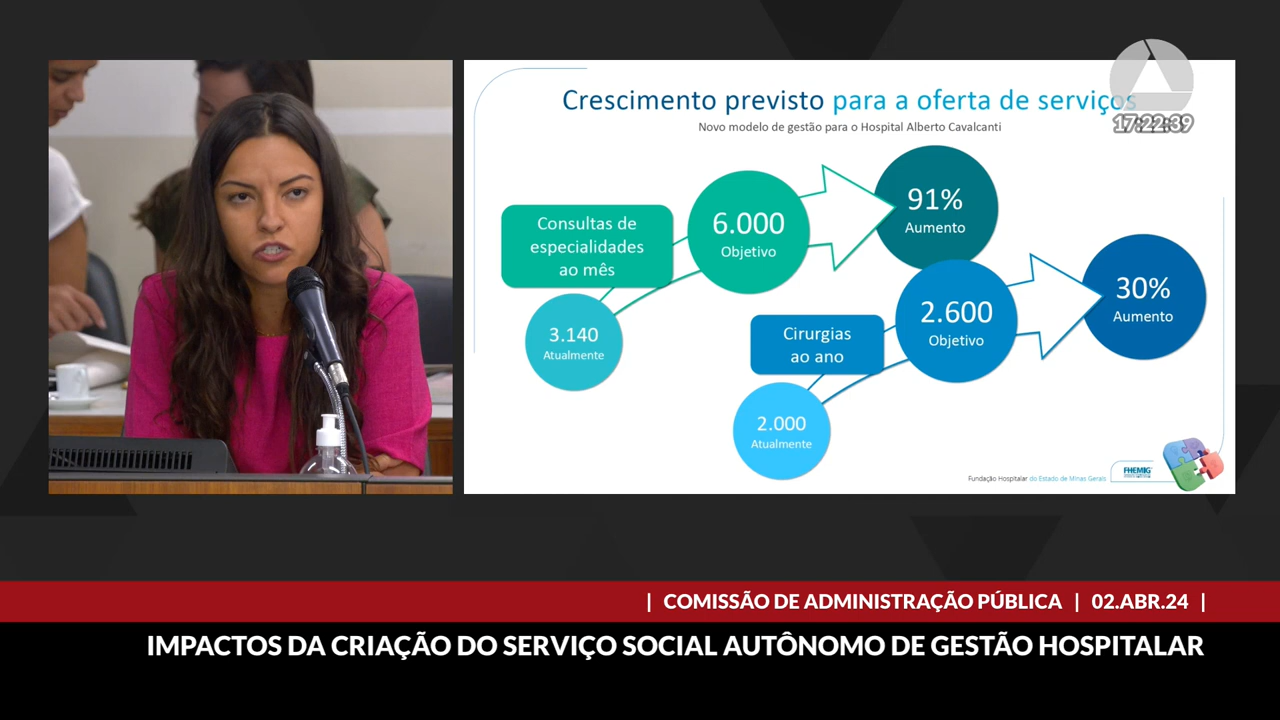 17:22:39
Crescimento previsto para a oferta de serviços
Novo modelo de gestão para o Hospital Alberto Cavalcanti
Consultas de
especialidades
ao mês
3.140
Atualmente
6.000
Objetivo
91%
Aumento
Cirurgias
ao ano
2.000
Atualmente
2.600
Objetivo
30%
Aumento
Fundação Hospitalar do Estado de Minas Gerais
FHEMIG
| COMISSÃO DE ADMINISTRAÇÃO PÚBLICA | 02.ABR.24 |
IMPACTOS DA CRIAÇÃO DO SERVIÇO SOCIAL AUTÔNOMO DE GESTÃO HOSPITALAR